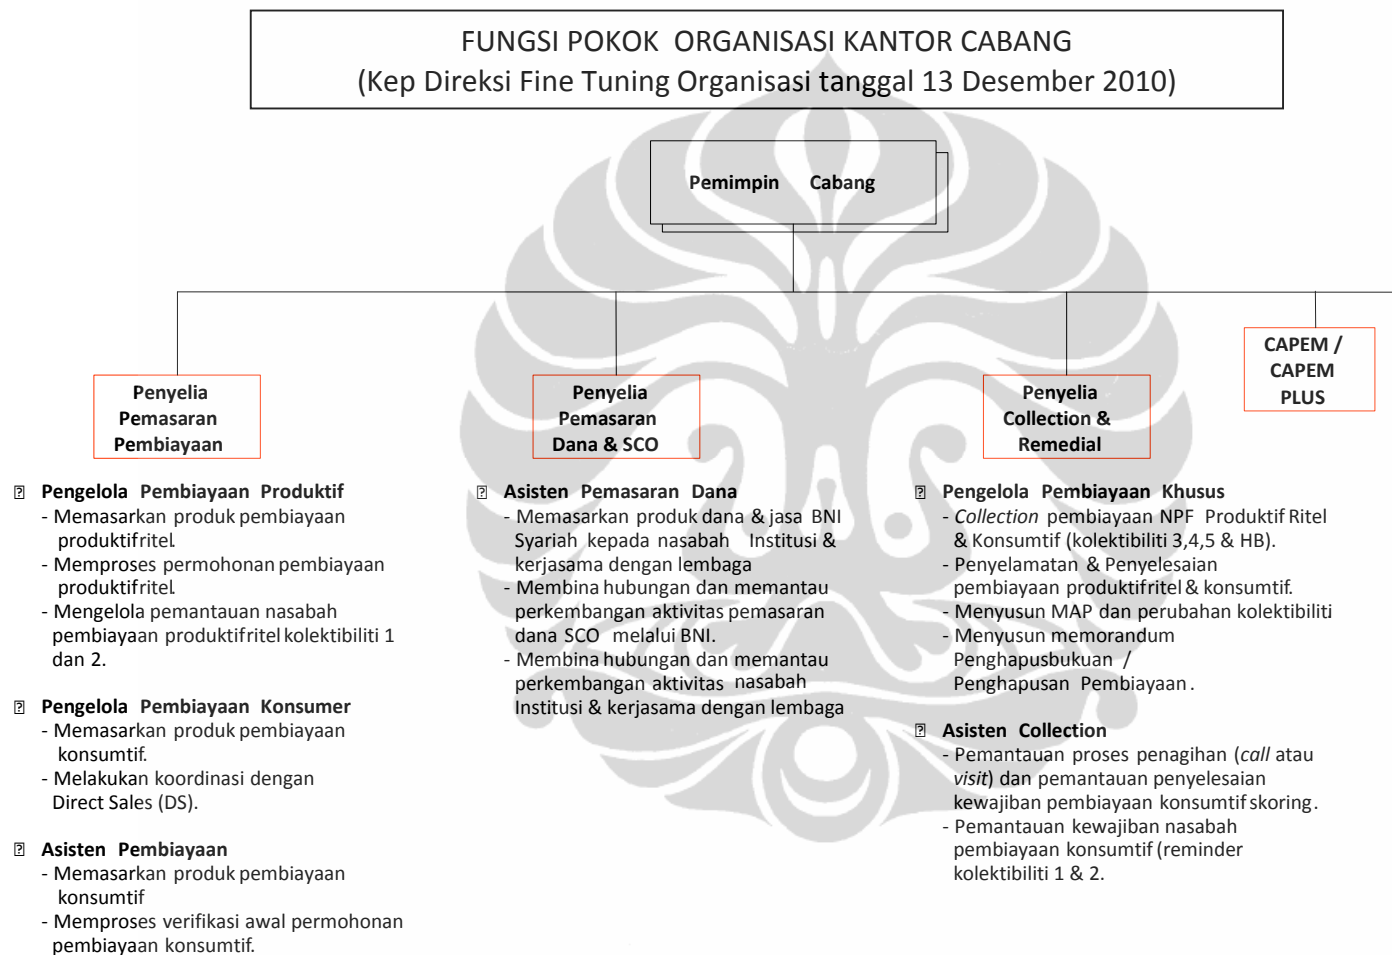 FUNGSI POKOK ORGANISASI KANTOR CABANG
(Kep Direksi Fine Tuning Organisasi tanggal 13 Desember 2010)
Pemimpin Cabang
Penyelia
Pemasaran
Pembiayaan
Penyelia
Pemasaran
Dana & SCO
Penyelia
Collection &
Remedial
CAPEM /
CAPEM
PLUS
Pengelola Pembiayaan Produktif
- Memasarkan produk pembiayaan
produktif ritel.
- Memproses permohonan pembiayaan
produktif ritel.
- Mengelola pemantauan nasabah
pembiayaan produktif ritel kolektibiliti 1
dan 2.
Pengelola Pembiayaan Konsumer
- Memasarkan produk pembiayaan
konsumtif.
- Melakukan koordinasi dengan
Direct Sales (DS).
Asisten Pembiayaan
- Memasarkan produk pembiayaan
konsumtif
- Memproses verifikasi awal permohonan
pembiayaan konsumtif.
Asisten Pemasaran Dana
- Memasarkan produk dana & jasa BNI
Syariah kepada nasabah Institusi &
kerjasama dengan lembaga
- Membina hubungan dan memantau
perkembangan aktivitas pemasaran
dana SCO melalui BNI.
- Membina hubungan dan memantau
perkembangan aktivitas nasabah
Institusi & kerjasama dengan lembaga
Pengelola Pembiayaan Khusus
- Collection pembiayaan NPF Produktif Ritel
& Konsumtif (kolektibiliti 3,4,5 & HB).
- Penyelamatan & Penyelesaian
pembiayaan produktif ritel & konsumtif.
- Menyusun MAP dan perubahan kolektibiliti
- Menyusun memorandum
Penghapusbukuan /
Penghapusan Pembiayaan.
Asisten Collection
- Pemantauan proses penagihan (call atau
visit) dan pemantauan penyelesaian
kewajiban pembiayaan konsumtif skoring.
- Pemantauan kewajiban nasabah
pembiayaan konsumtif (reminder
kolektibiliti 1 & 2.